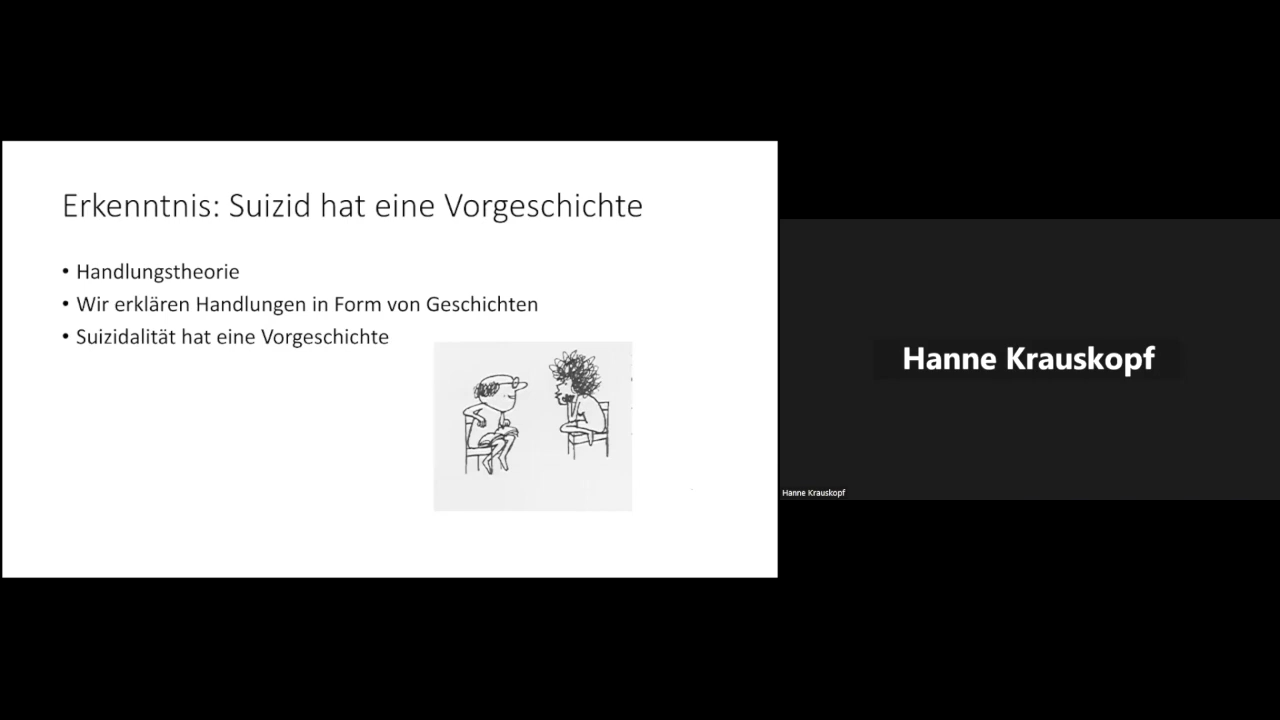 Erkenntnis: Suizid hat eine Vorgeschichte
• Handlungstheorie
• Wir erklären Handlungen in Form von Geschichten
• Suizidalität hat eine Vorgeschichte
Hanne Krauskopf
Hanne Krauskopf